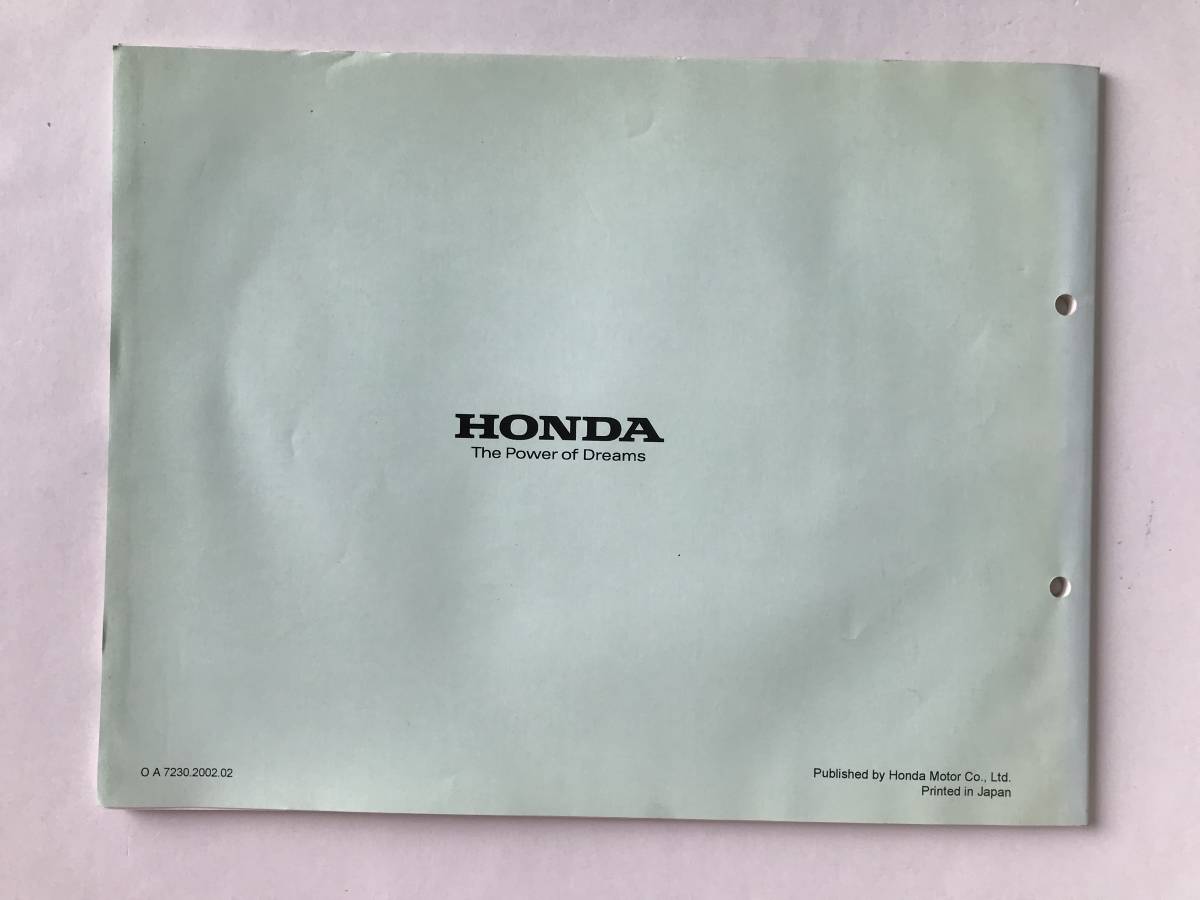 HONDA
The Power of Dreams
O A 7230.2002.02
Published by Honda Motor Co., Ltd.
Printed in Japan